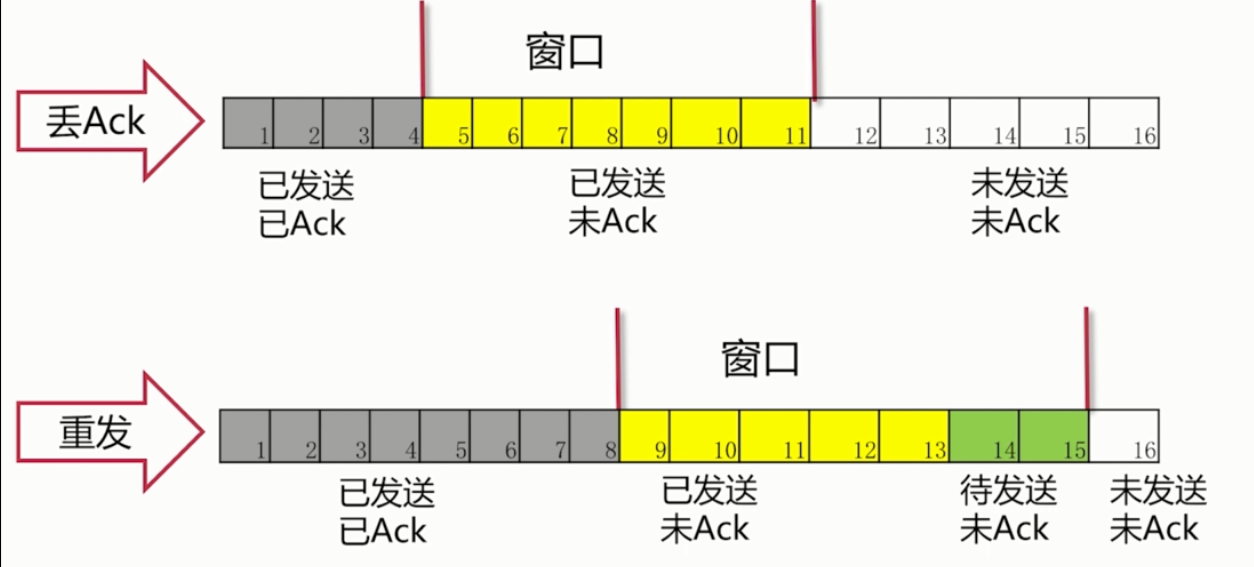 窗口
丢Ack
1 2 3 4 5 6 7 8 9 10 11 12 13 14 15 16
已发送 已发送 未发送
已Ack 未Ack 未Ack
窗口
重发
1 2 3 4 5 6 7 8 9 10 11 12 13 14 15 16
已发送 已发送 待发送 未发送
已Ack 未Ack 未Ack 未Ack